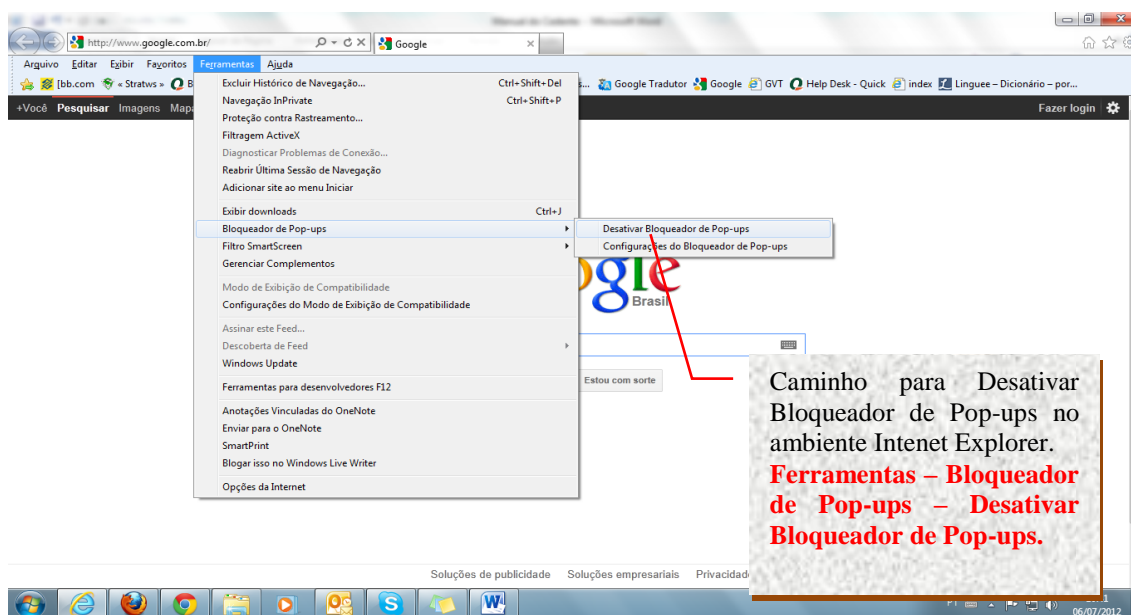 http://www.google.com.br/
Google
Arquivo Editar Exibir Favoritos Ferramentas Ajuda
[bb.com « Stratws » B
Google Tradutor Google GVT Help Desk - Quick index Linguee – Dicionário – por...
+Você Pesquisar Imagens Map
Fazer login
Excluir Histórico de Navegação... Ctrl+Shift+Del
Navegação InPrivate Ctrl+Shift+P
Proteção contra Rastreamento...
Filtragem ActiveX
Diagnosticar Problemas de Conexão...
Reabrir Última Sessão de Navegação
Adicionar site ao menu Iniciar
Exibir downloads Ctrl+J
Bloqueador de Pop-ups
Filtro SmartScreen
Gerenciar Complementos
Modo de Exibição de Compatibilidade
Configurações do Modo de Exibição de Compatibilidade
Assinar este Feed...
Descoberta de Feed
Windows Update
Ferramentas para desenvolvedores F12
Anotações Vinculadas do OneNote
Enviar para o OneNote
SmartPrint
Blogar isso no Windows Live Writer
Opções da Internet
Desativar Bloqueador de Pop-ups
Configurações do Bloqueador de Pop-ups
ogle
Brasil
Estou com sorte
Caminho para Desativar
Bloqueador de Pop-ups no
ambiente Intenet Explorer.
Ferramentas – Bloqueador
de Pop-ups – Desativar
Bloqueador de Pop-ups.
Soluções de publicidade Soluções empresariais Privacidad
PT
06/07/2012